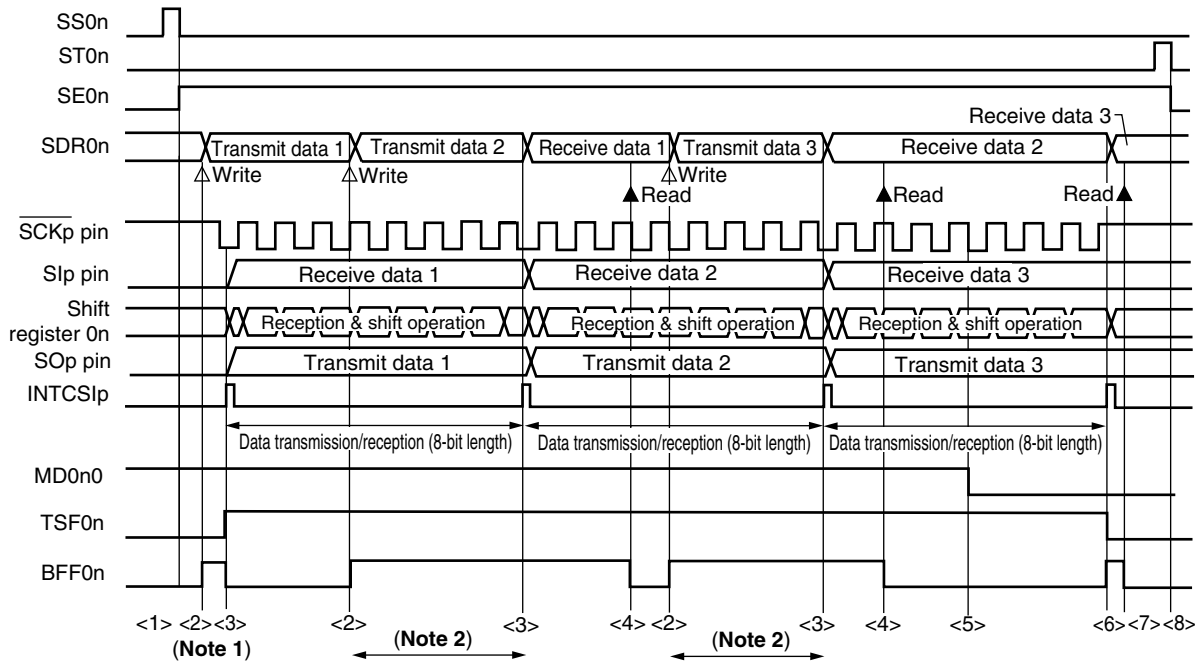 SS0n
ST0n
SE0n
Receive data 3
SDR0n
Transmit data 1
Transmit data 2
Receive data 1
Transmit data 3
Receive data 2
Write
Write
Write
Read
Read
Read
SCKp pin
SIp pin
Receive data 1
Receive data 2
Receive data 3
Shift
register 0n
Reception & shift operation
Reception & shift operation
Reception & shift operation
SOp pin
Transmit data 1
Transmit data 2
Transmit data 3
INTCSIp
Data transmission/reception (8-bit length)
Data transmission/reception (8-bit length)
Data transmission/reception (8-bit length)
MD0n0
TSF0n
BFF0n
<1> <2> <3> <2> <3> <4> <2> <3> <4> <5> <6> <7> <8>
(Note 1)
(Note 2)
(Note 2)